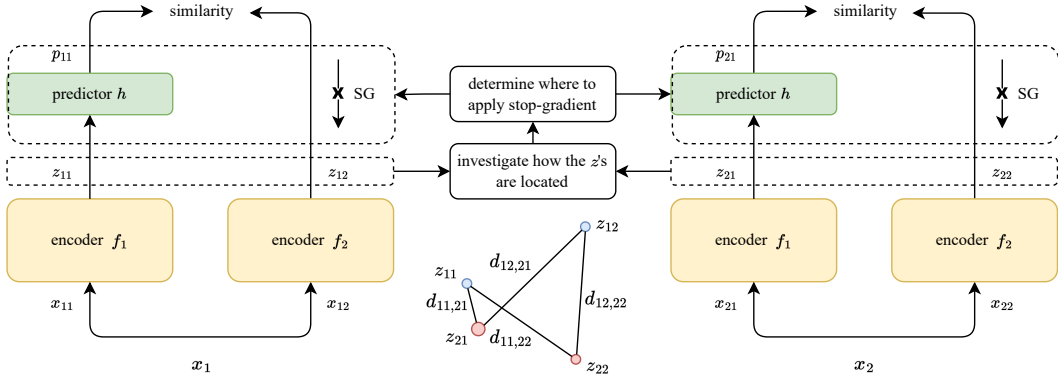 similarity
similarity
p₁₁
p₂₁
predictor h
SG
determine where to
apply stop-gradient
predictor h
SG
z₁₁
z₁₂
investigate how the z's
are located
z₂₁
z₂₂
encoder f₁
encoder f₂
encoder f₁
encoder f₂
z₁₂
d₁₂,₂₁
z₁₁
d₁₁,₂₁
d₁₂,₂₂
z₂₁
d₁₁,₂₂
z₂₂
x₁₁
x₁₂
x₂₁
x₂₂
x₁
x₂